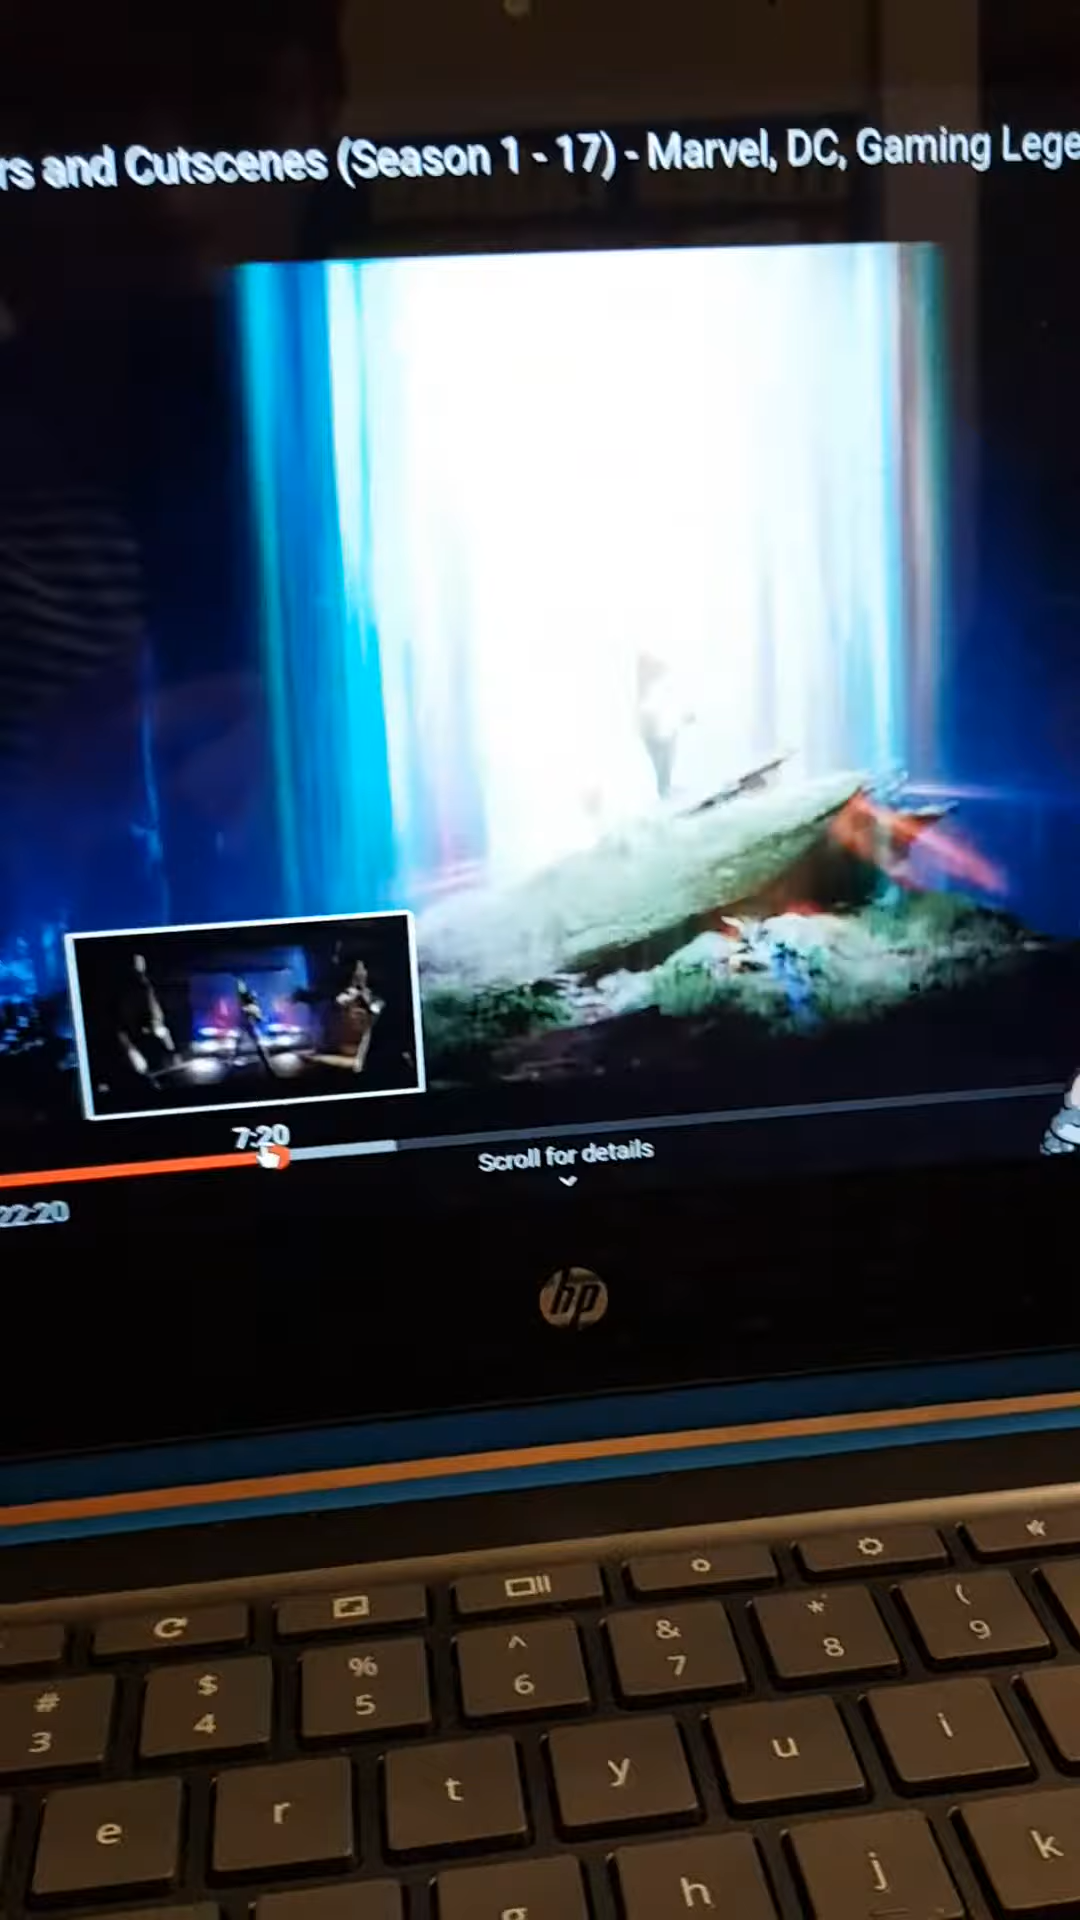 rs and Cutscenes (Season 1 - 17) - Marvel, DC, Gaming Lege
7:20
Scroll for details
22:20
hp
# $ % ^ & * (
3 4 5 6 7 8 9
e r t y u i
g h j k